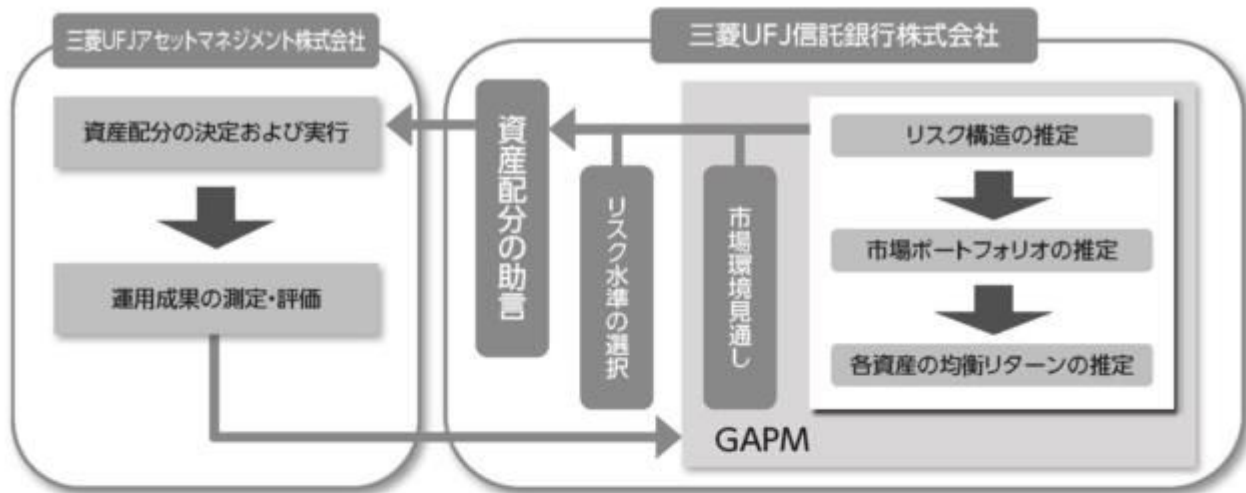 三菱UFJアセットマネジメント株式会社
資産配分の決定および実行
運用成果の測定・評価
三菱UFJ信託銀行株式会社
資産配分の助言
リスク水準の選択
市場環境見通し
リスク構造の推定
市場ポートフォリオの推定
各資産の均衡リターンの推定
GAPM